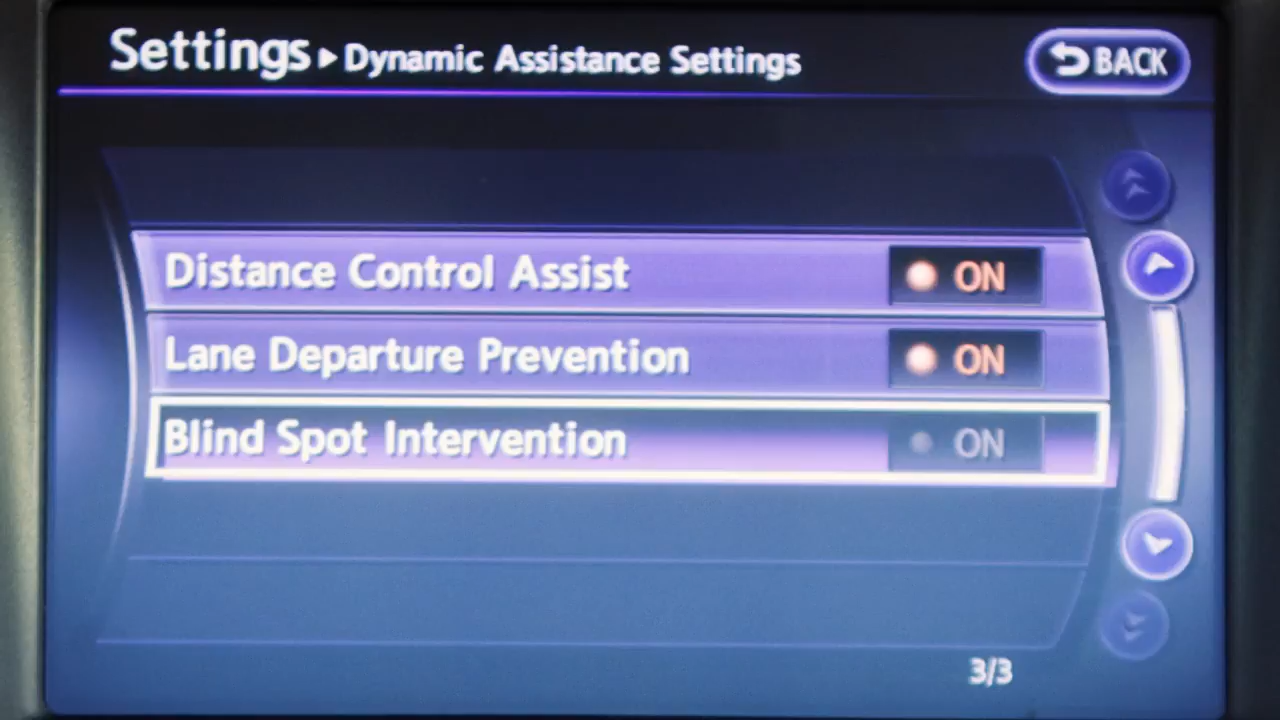 Settings ▸ Dynamic Assistance Settings
BACK
Distance Control Assist ON
Lane Departure Prevention ON
Blind Spot Intervention ON
3/3